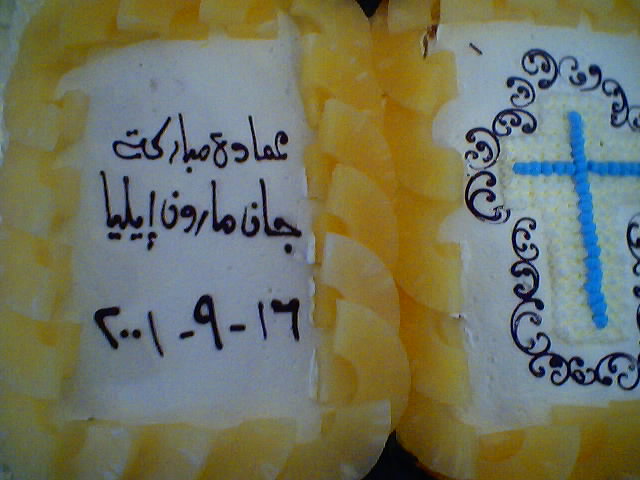 عمادة مباركة
جان مارون إيليا
١٦ - ٩ - ٢٠٠١